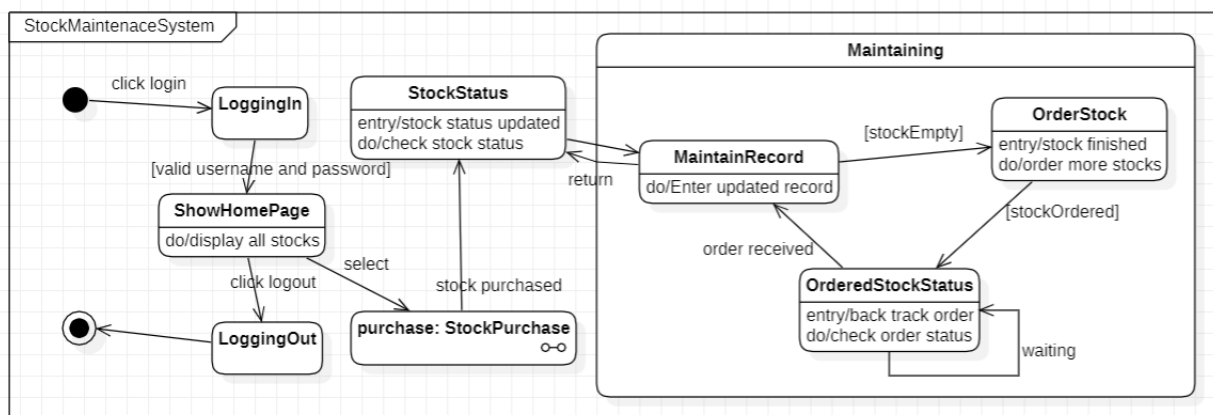 StockMaintenaceSystem
click login
LoggingIn
[valid username and password]
ShowHomePage
do/display all stocks
click logout
LoggingOut
select
purchase: StockPurchase
stock purchased
StockStatus
entry/stock status updated
do/check stock status
return
Maintaining
MaintainRecord
do/Enter updated record
[stockEmpty]
OrderStock
entry/stock finished
do/order more stocks
[stockOrdered]
order received
OrderedStockStatus
entry/back track order
do/check order status
waiting